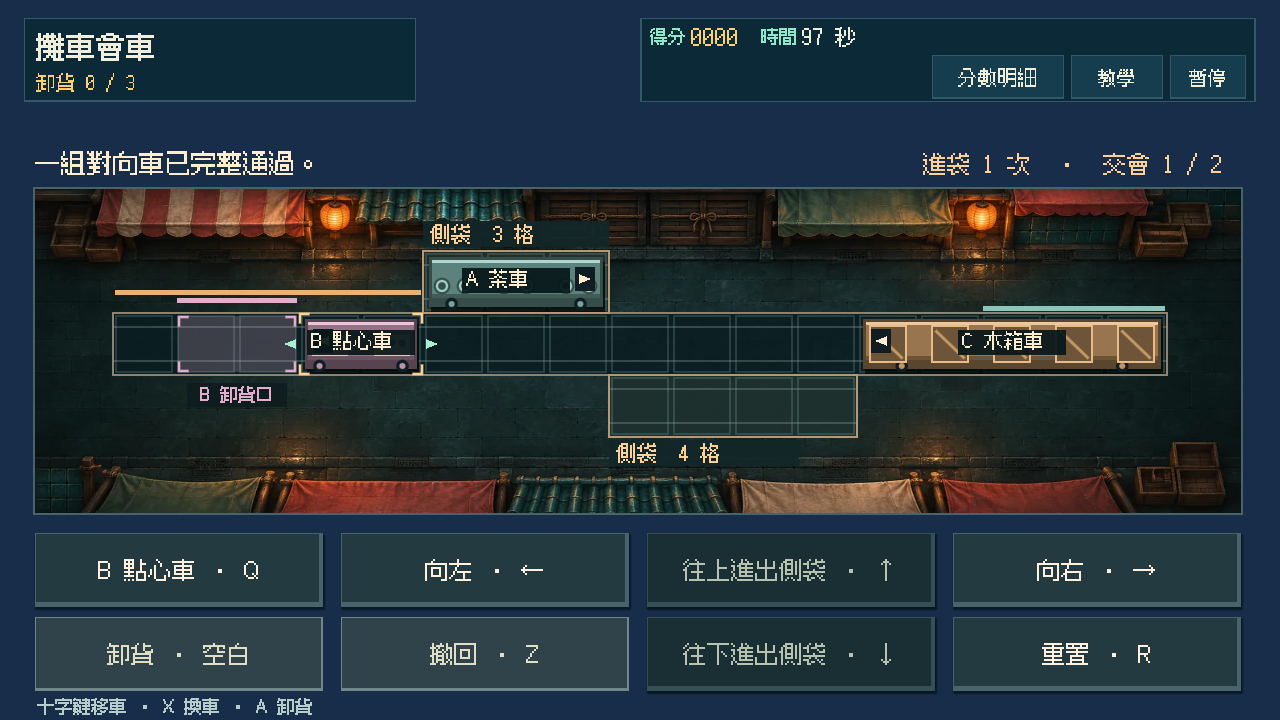 攤車會車
卸貨 0 / 3
得分 0000 時間 97 秒
分數明細 教學 暫停
一組對向車已完整通過。
進袋 1 次 · 交會 1 / 2
側袋 3 格
A 茶車 ▶
◀ B 點心車 ▶
◀ C 木箱車
B 卸貨口
側袋 4 格
B 點心車 · Q
向左 · ←
往上進出側袋 · ↑
向右 · →
卸貨 · 空白
撤回 · Z
往下進出側袋 · ↓
重置 · R
十字鍵移車 · X 換車 · A 卸貨